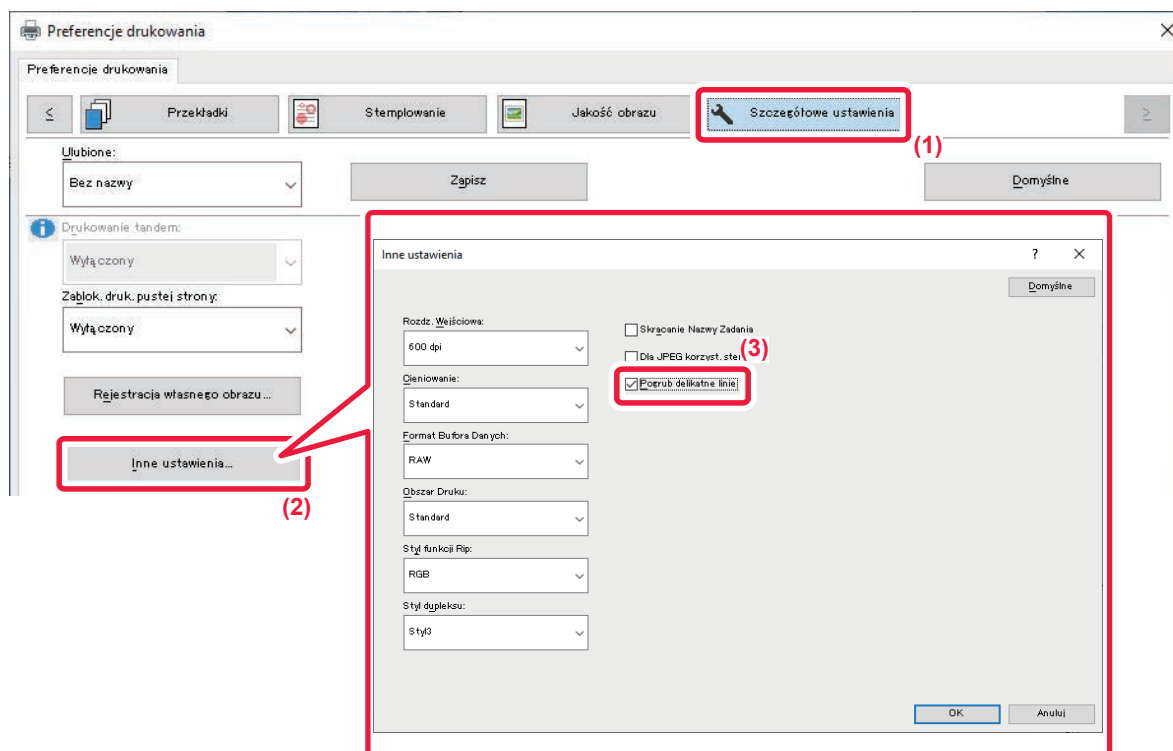 Preferencje drukowania
Preferencje drukowania
≤ Przekładki Stemplowanie Jakość obrazu Szczegółowe ustawienia ≥
(1)
Ulubione:
Bez nazwy Zapisz Domyślne
Drukowanie tandem:
Wyłączony
Zablok. druk. pustej strony:
Wyłączony
Rejestracja własnego obrazu...
Inne ustawienia...
(2)
Inne ustawienia ?
Domyślne
Rozdz. Wejściowa:
600 dpi
Cieniowanie:
Standard
Format Bufora Danych:
RAW
Obszar Druku:
Standard
Styl funkcji Rip:
RGB
Styl dupleksu:
Styl3
Skracanie Nazwy Zadania
Dla JPEG korzyst. ste
(3)
Pogrub delikatne linie
OK Anuluj